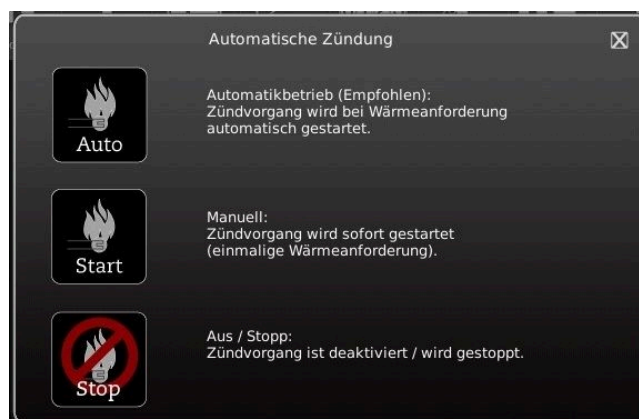 Automatische Zündung
Auto
Automatikbetrieb (Empfohlen):
Zündvorgang wird bei Wärmeanforderung
automatisch gestartet.
Start
Manuell:
Zündvorgang wird sofort gestartet
(einmalige Wärmeanforderung).
Stop
Aus / Stopp:
Zündvorgang ist deaktiviert / wird gestoppt.